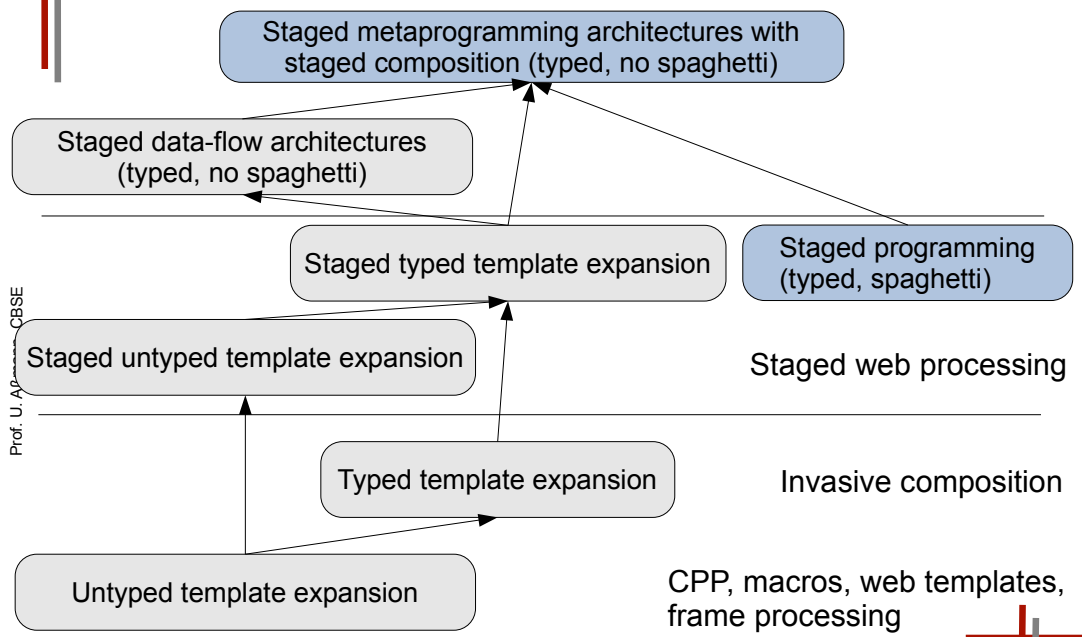 Staged metaprogramming architectures with
staged composition (typed, no spaghetti)
Staged data-flow architectures
(typed, no spaghetti)
Staged typed template expansion
Staged programming
(typed, spaghetti)
Staged untyped template expansion
Staged web processing
Typed template expansion
Invasive composition
Untyped template expansion
CPP, macros, web templates,
frame processing
Prof. U. CBSE